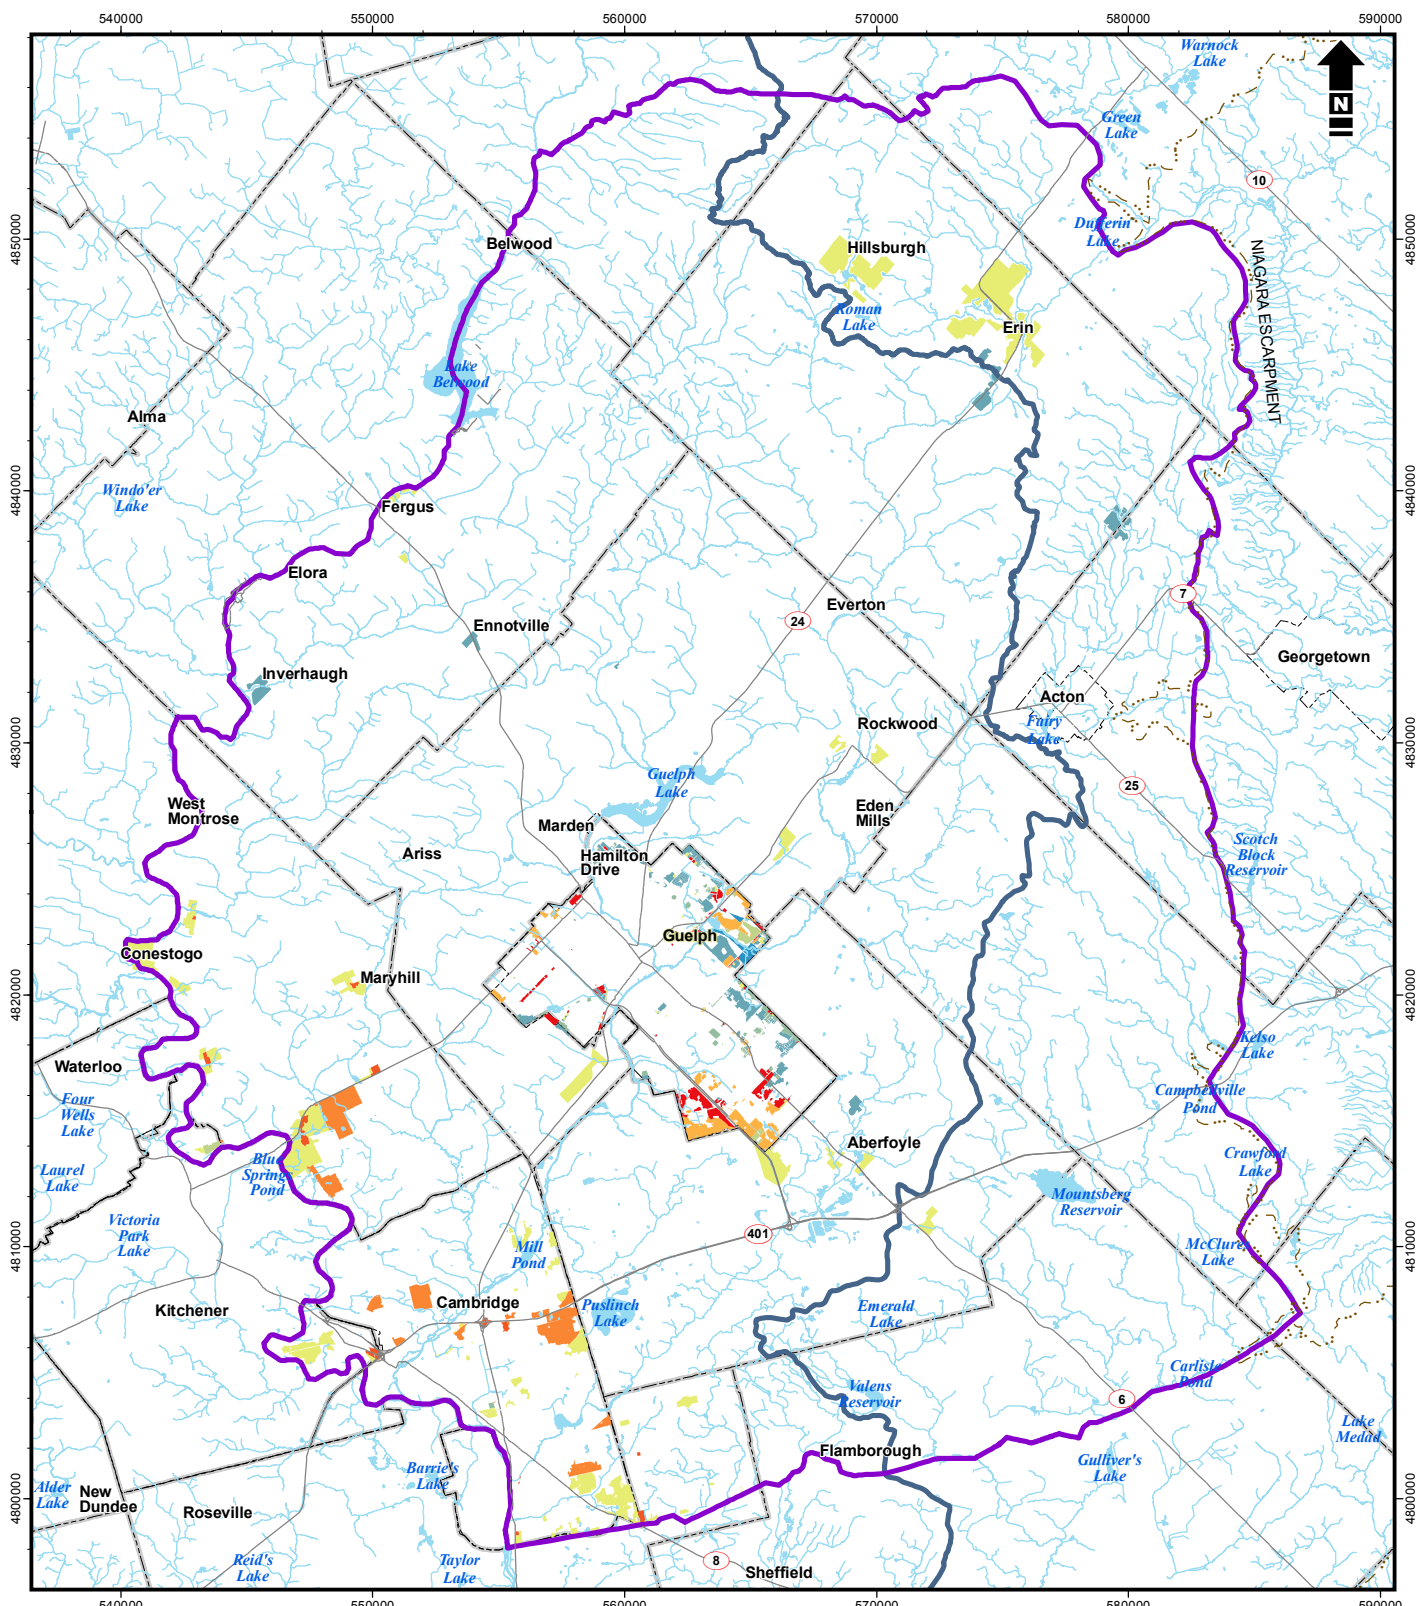 540000
550000
560000
570000
580000
590000
Warnock
Lake
N
Green
Lake
10
4850000
Belwood
Dufferin
Lake
Hillsburgh
4850000
NIAGARA ESCARPMENT
Roman
Lake
Erin
Lake
Belwood
Alma
Windo'er
Lake
4840000
Fergus
4840000
Elora
7
Everton
24
Ennotville
Georgetown
Inverhaugh
Acton
Rockwood
Fairy
Lake
4830000
4830000
Guelph
Lake
25
West
Montrose
Eden
Mills
Marden
Ariss
Hamilton
Drive
Scotch
Block
Reservoir
Guelph
Conestogo
Maryhill
4820000
4820000
Kelso
Lake
Waterloo
Campbellville
Pond
Four
Wells
Lake
Aberfoyle
Crawford
Lake
Blue
Spring
Pond
Laurel
Lake
Mountsberg
Reservoir
Victoria
Park
Lake
401
4810000
Mill
Pond
McClure
Lake
4810000
Kitchener
Cambridge
Puslinch
Lake
Emerald
Lake
Carlisle
Pond
Valens
Reservoir
6
Lake
Medad
Flamborough
Barrie's
Lake
Gulliver's
Lake
Alder
Lake
New
Dundee
4800000
Roseville
4800000
Reid's
Lake
Taylor
Lake
8
Sheffield
540000
550000
560000
570000
580000
590000